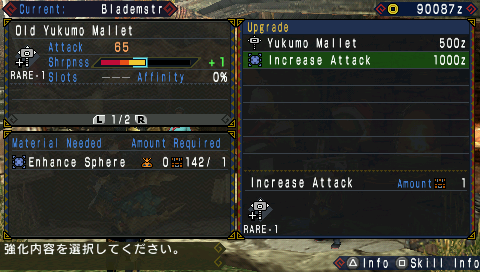 Current: Blademstr
90087z
Old Yukumo Mallet
Attack 65
Shrpnss +1
RARE-1 Slots --- Affinity 0%
L 1/2 R
Material Needed Amount Required
Enhance Sphere 0 142/ 1
Upgrade
Yukumo Mallet 500z
Increase Attack 1000z
Increase Attack Amount 1
RARE-1
強化内容を選択してください。
Info Skill Info